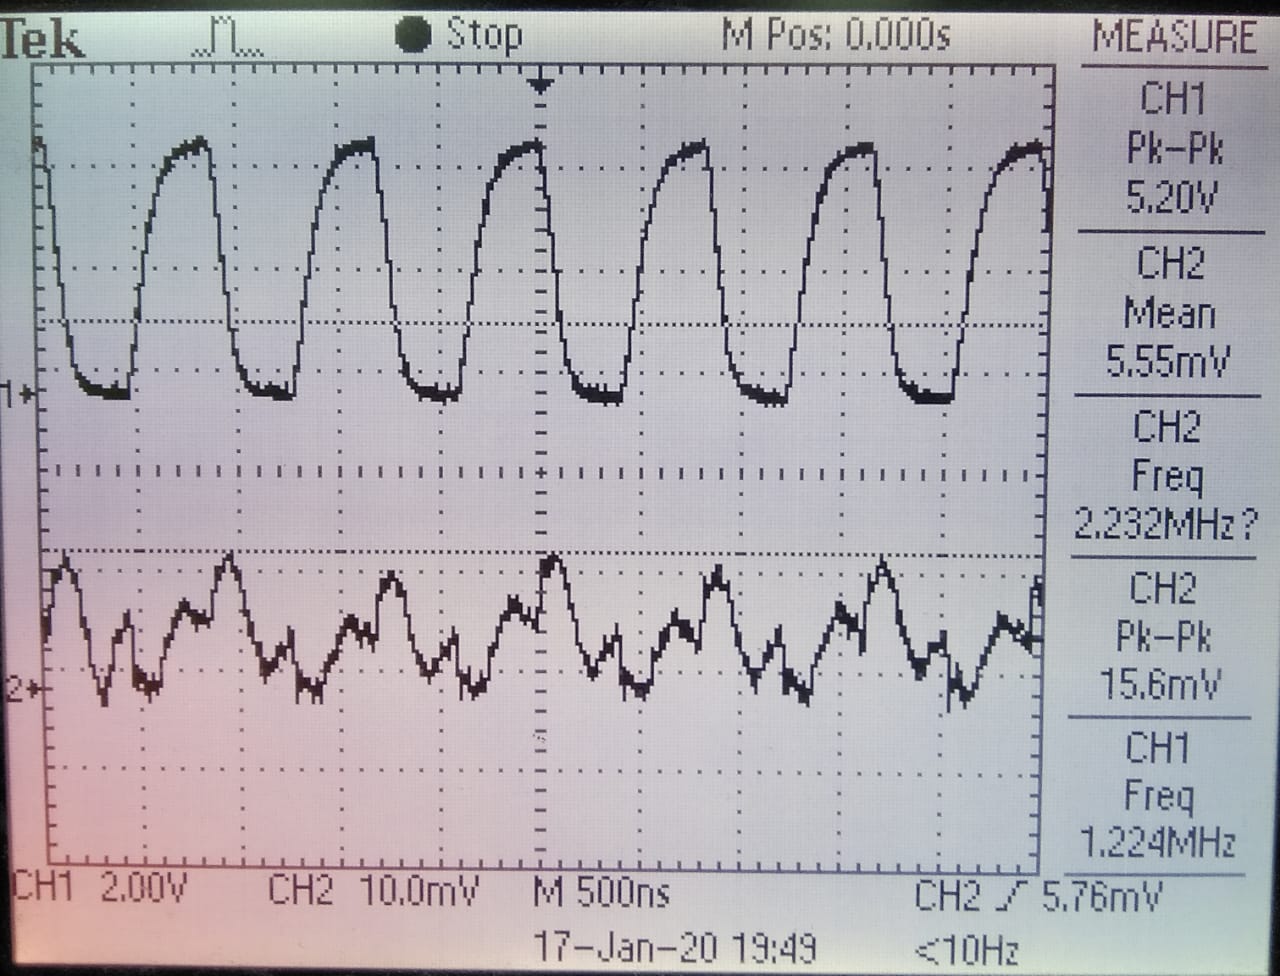 Tek Stop M Pos: 0.000s MEASURE
CH1
Pk-Pk
5.20V
CH2
Mean
5.55mV
CH2
Freq
2.232MHz?
CH2
Pk-Pk
15.6mV
CH1
Freq
1.224MHz
1
2
CH1 2.00V CH2 10.0mV M 500ns CH2 5.76mV
17-Jan-20 19:49 <10Hz